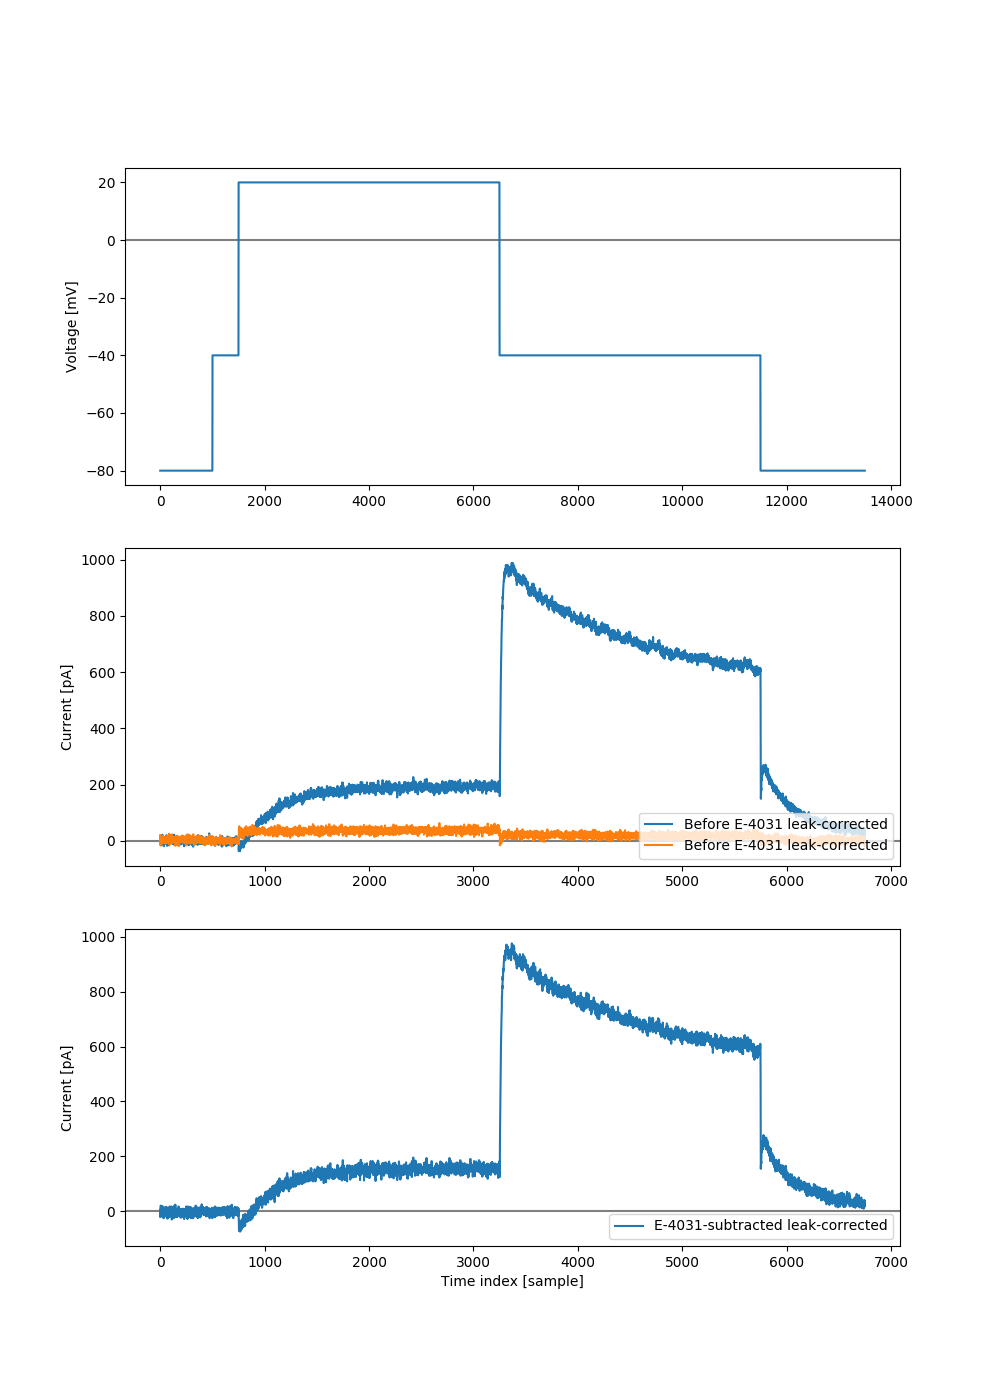 Voltage [mV]
20
0
−20
−40
−60
−80
0 2000 4000 6000 8000 10000 12000 14000
Current [pA]
1000
800
600
400
200
0
Before E-4031 leak-corrected
Before E-4031 leak-corrected
0 1000 2000 3000 4000 5000 6000 7000
Current [pA]
1000
800
600
400
200
0
E-4031-subtracted leak-corrected
0 1000 2000 3000 4000 5000 6000 7000
Time index [sample]